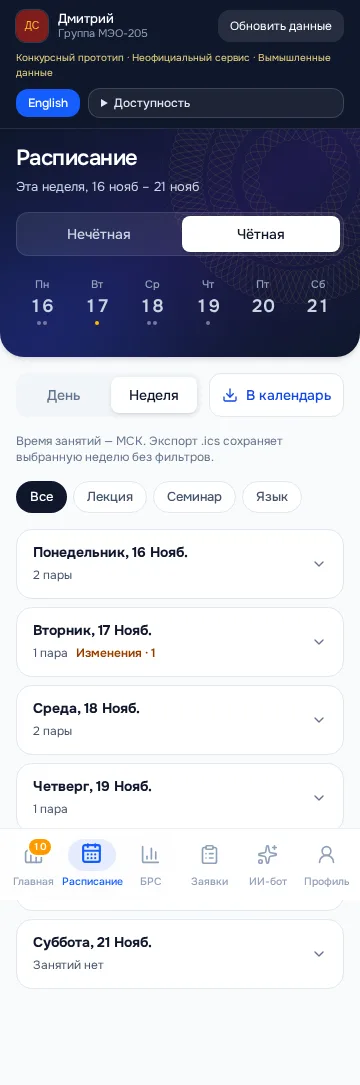 ДС
Дмитрий
Группа МЭО-205
Обновить данные
Конкурсный прототип · Неофициальный сервис · Вымышленные
данные
English
Доступность
Расписание
Эта неделя, 16 нояб – 21 нояб
Нечётная
Чётная
Пн Вт Ср Чт Пт Сб
16 17 18 19 20 21
День
Неделя
В календарь
Время занятий — МСК. Экспорт .ics сохраняет
выбранную неделю без фильтров.
Все
Лекция
Семинар
Язык
Понедельник, 16 Нояб.
2 пары
Вторник, 17 Нояб.
1 пара Изменения · 1
Среда, 18 Нояб.
2 пары
Четверг, 19 Нояб.
1 пара
10
Главная Расписание БРС Заявки ИИ-бот Профиль
Суббота, 21 Нояб.
Занятий нет